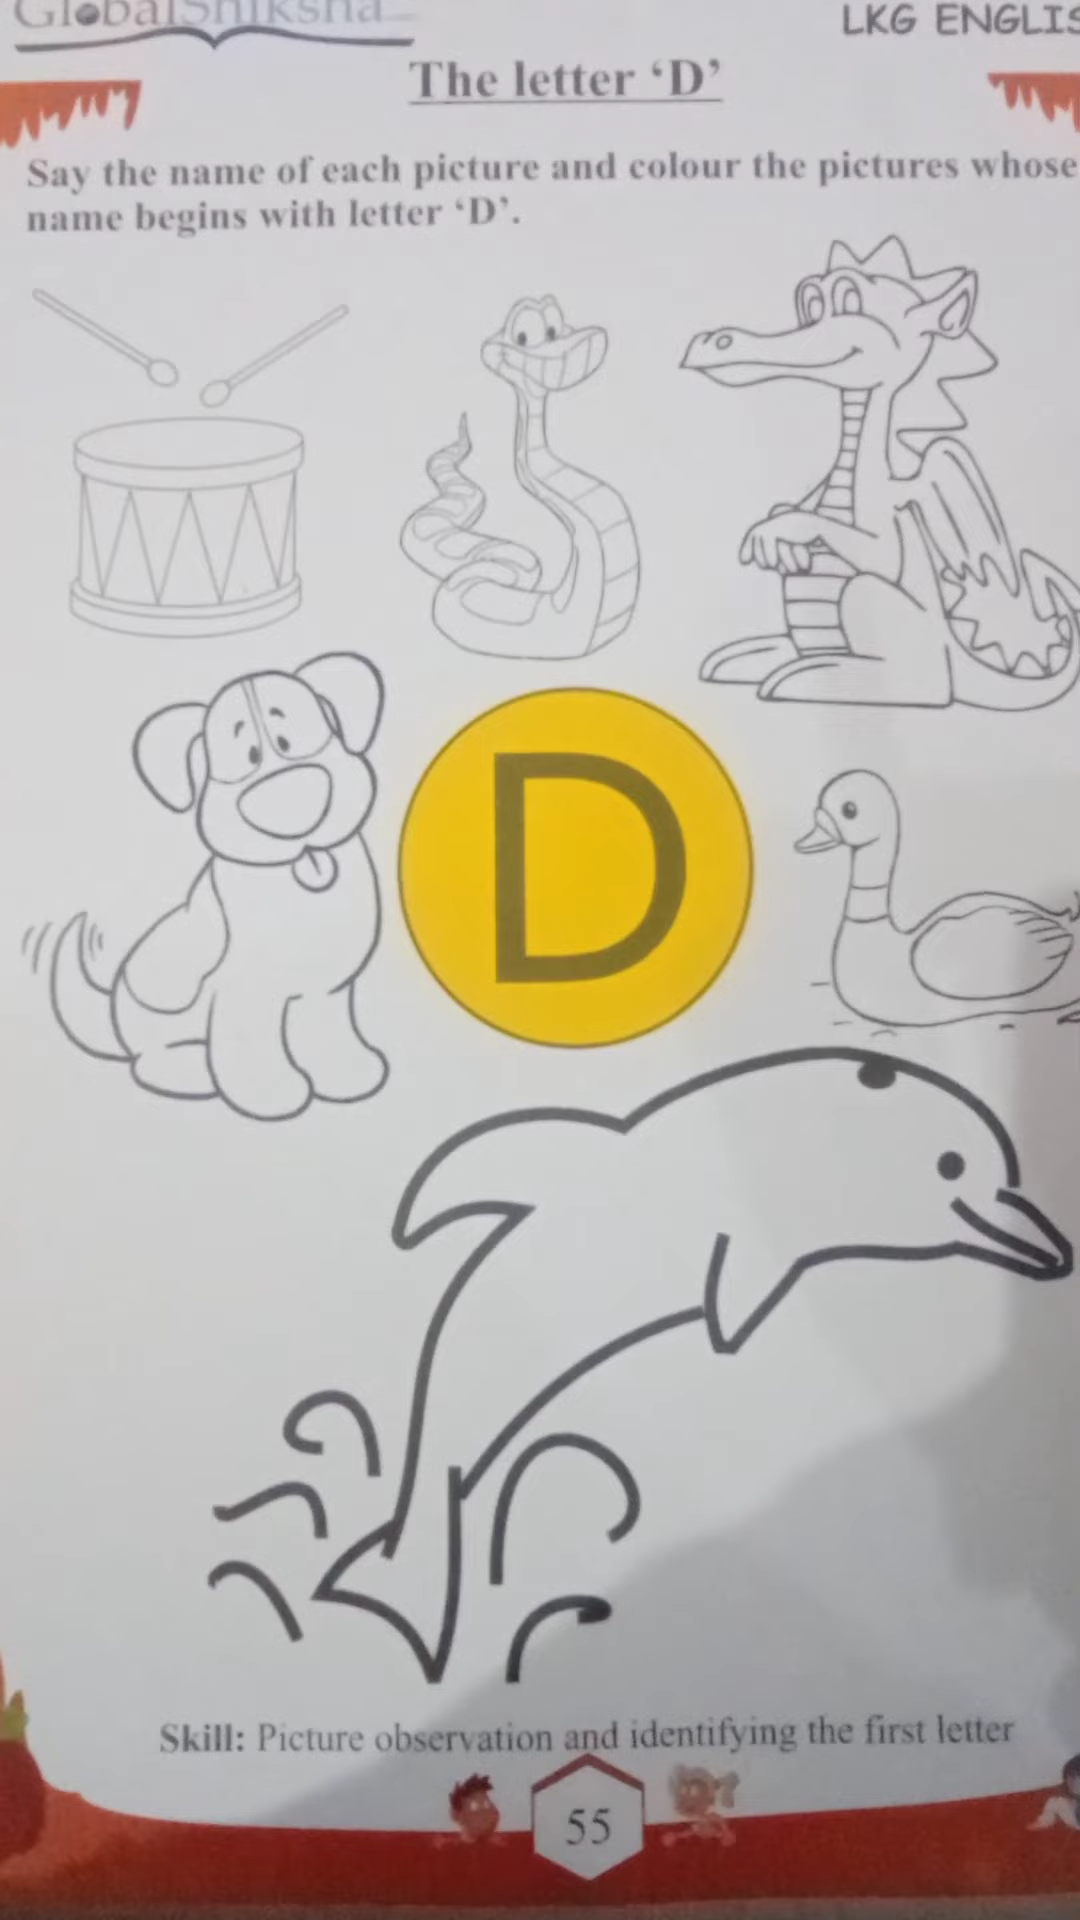 GlobalShiksha
LKG ENGLIS
The letter ‘D’
Say the name of each picture and colour the pictures whose
name begins with letter ‘D’.
D
Skill: Picture observation and identifying the first letter
55